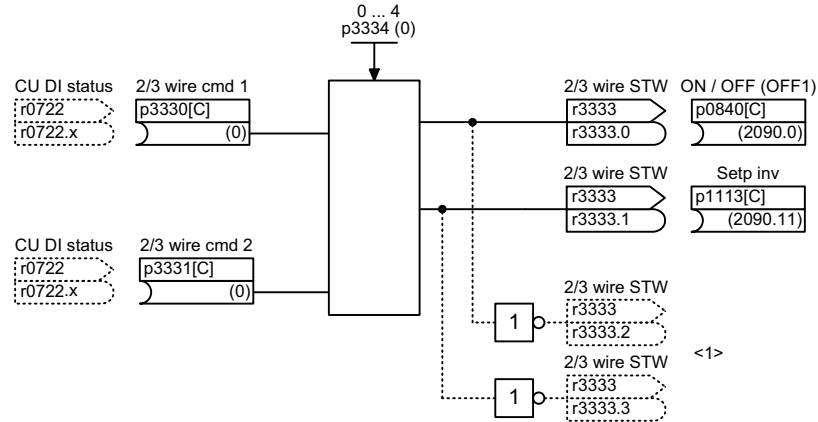 0 ... 4
p3334 (0)
CU DI status
r0722
r0722.x
2/3 wire cmd 1
p3330[C]
(0)
2/3 wire STW
r3333
r3333.0
ON / OFF (OFF1)
p0840[C]
(2090.0)
2/3 wire STW
r3333
r3333.1
Setp inv
p1113[C]
(2090.11)
CU DI status
r0722
r0722.x
2/3 wire cmd 2
p3331[C]
(0)
2/3 wire STW
1
r3333
r3333.2
<1>
2/3 wire STW
1
r3333
r3333.3